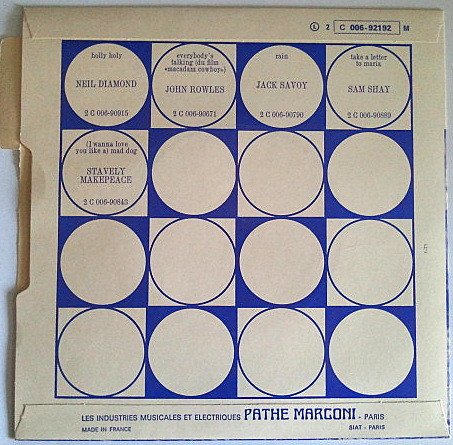 Ⓛ 2 C 006-92192 M
holly holy
NEIL DIAMOND
2 C 006-90915
everybody's
talking (du film
«macadam cowboy»)
JOHN ROWLES
2 C 006-90671
rain
JACK SAVOY
2 C 006-90790
take a letter
to maria
SAM SHAY
2 C 006-90889
(I wanna love
you like a) mad dog
STAVELY
MAKEPEACE
2 C 006-90843
LES INDUSTRIES MUSICALES ET ELECTRIQUES PATHE MARCONI - PARIS
MADE IN FRANCE
SIAT - PARIS